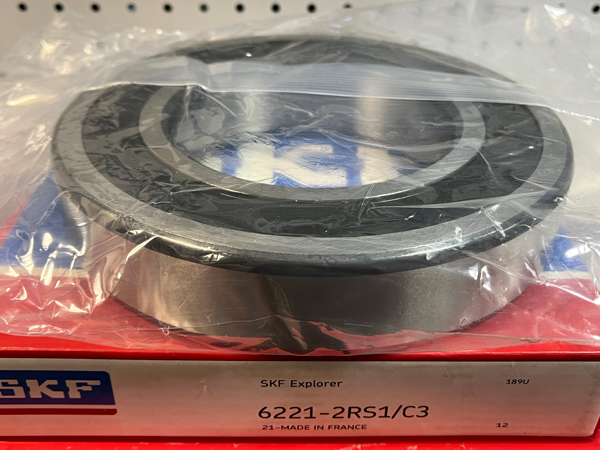 SKF
SKF Explorer
189U
6221-2RS1/C3
21-MADE IN FRANCE
12